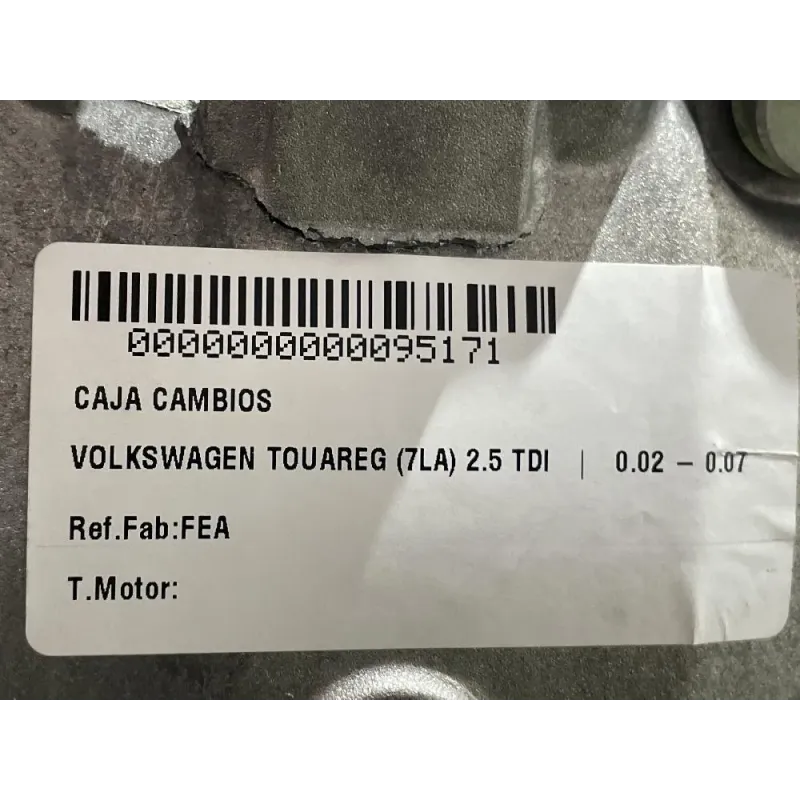 0000000000095171
CAJA CAMBIOS
VOLKSWAGEN TOUAREG (7LA) 2.5 TDI | 0.02 – 0.07
Ref.Fab:FEA
T.Motor: